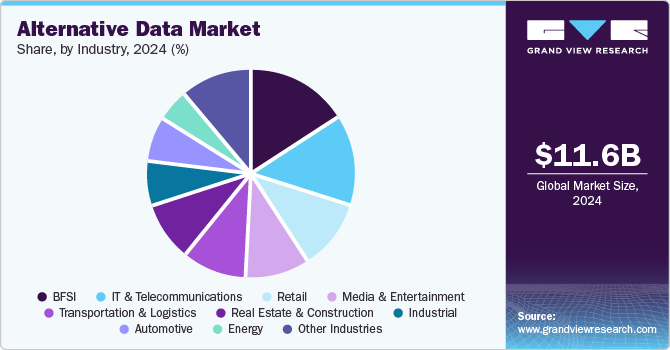 Alternative Data Market
Share, by Industry, 2024 (%)
GRAND VIEW RESEARCH
$11.6B
Global Market Size,
2024
BFSI IT & Telecommunications Retail Media & Entertainment
Transportation & Logistics Real Estate & Construction Industrial
Automotive Energy Other Industries
Source:
www.grandviewresearch.com